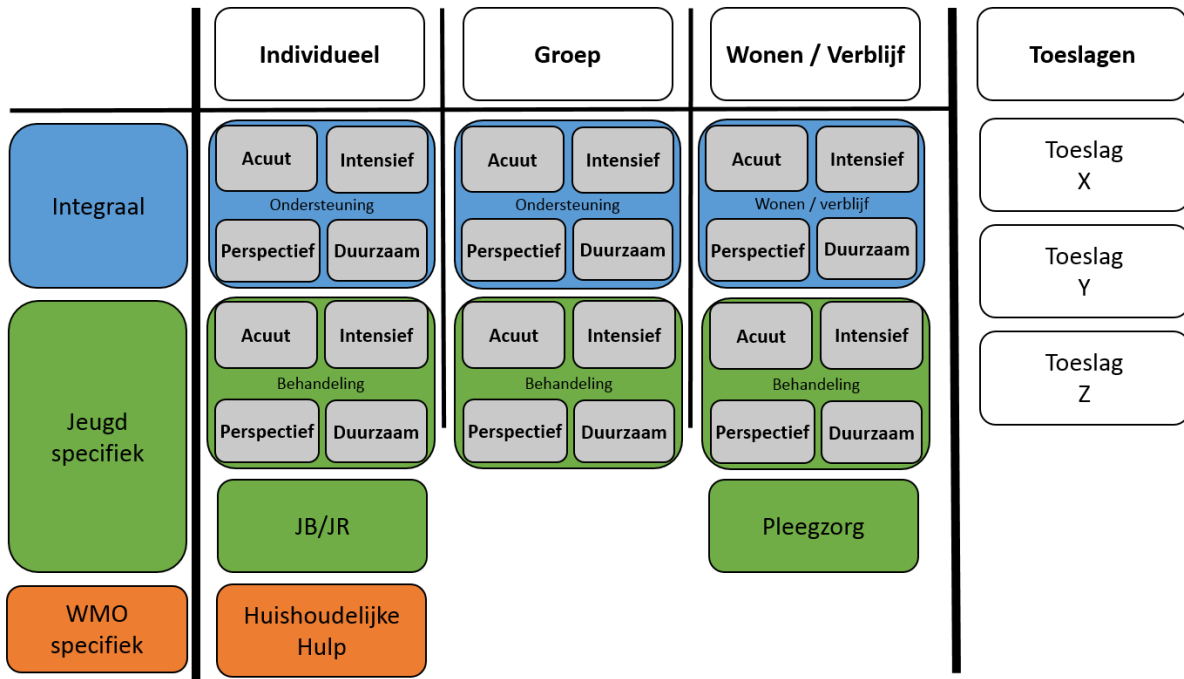 Individueel
Groep
Wonen / Verblijf
Toeslagen
Integraal
Acuut
Intensief
Ondersteuning
Perspectief
Duurzaam
Acuut
Intensief
Ondersteuning
Perspectief
Duurzaam
Acuut
Intensief
Wonen / verblijf
Perspectief
Duurzaam
Toeslag
X
Toeslag
Y
Toeslag
Z
Jeugd
specifiek
Acuut
Intensief
Behandeling
Perspectief
Duurzaam
Acuut
Intensief
Behandeling
Perspectief
Duurzaam
Acuut
Intensief
Behandeling
Perspectief
Duurzaam
JB/JR
Pleegzorg
WMO
specifiek
Huishoudelijke
Hulp